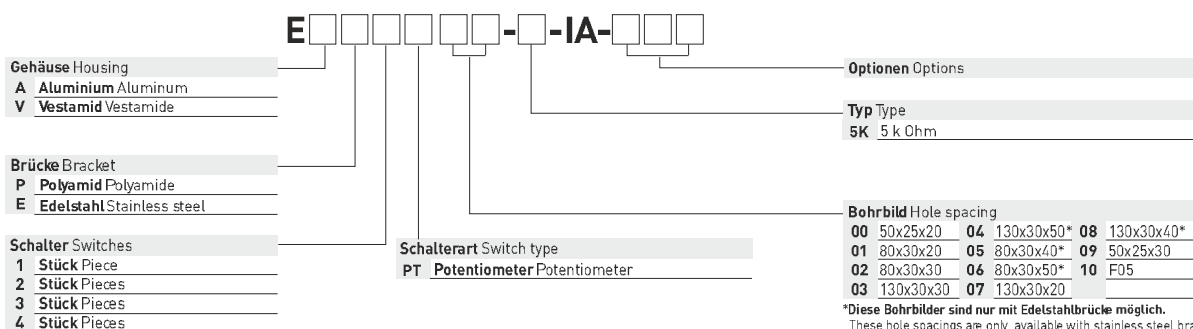 E□□□□ □□-□-IA-□□□
Gehäuse Housing
A Aluminium Aluminum
V Vestamid Vestamide
Brücke Bracket
P Polyamid Polyamide
E Edelstahl Stainless steel
Schalter Switches
1 Stück Piece
2 Stück Pieces
3 Stück Pieces
4 Stück Pieces
Schalterart Switch type
PT Potentiometer Potentiometer
Optionen Options
Typ Type
5K 5 k Ohm
Bohrbild Hole spacing
00 50x25x20 04 130x30x50* 08 130x30x40*
01 80x30x20 05 80x30x40* 09 50x25x30
02 80x30x30 06 80x30x50* 10 F05
03 130x30x30 07 130x30x20
*Diese Bohrbilder sind nur mit Edelstahlbrücke möglich.
These hole spacings are only available with stainless steel